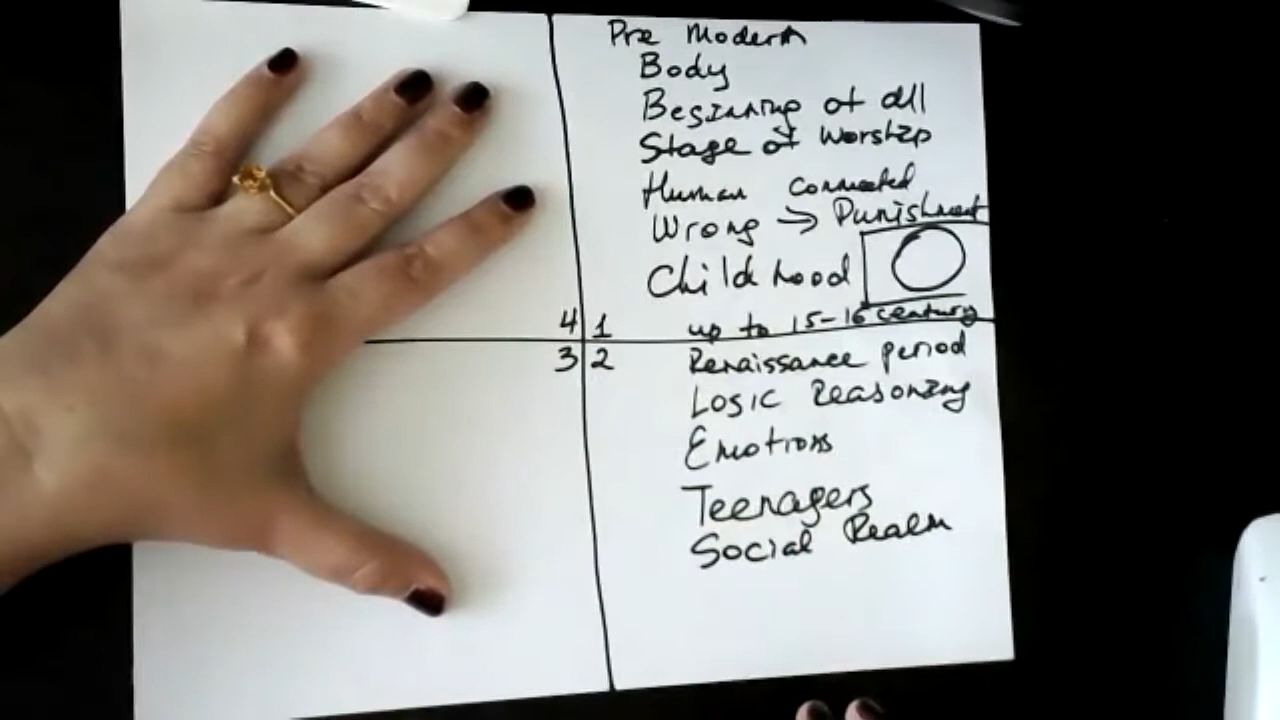 Pre Modern
Body
Beginning of all
Stage of Worship
Human connected
Wrong → Punishment
Childhood
up to 15-16 century
4 1
3 2
Renaissance period
Logic Reasoning
Emotions
Teenagers
Social Realm